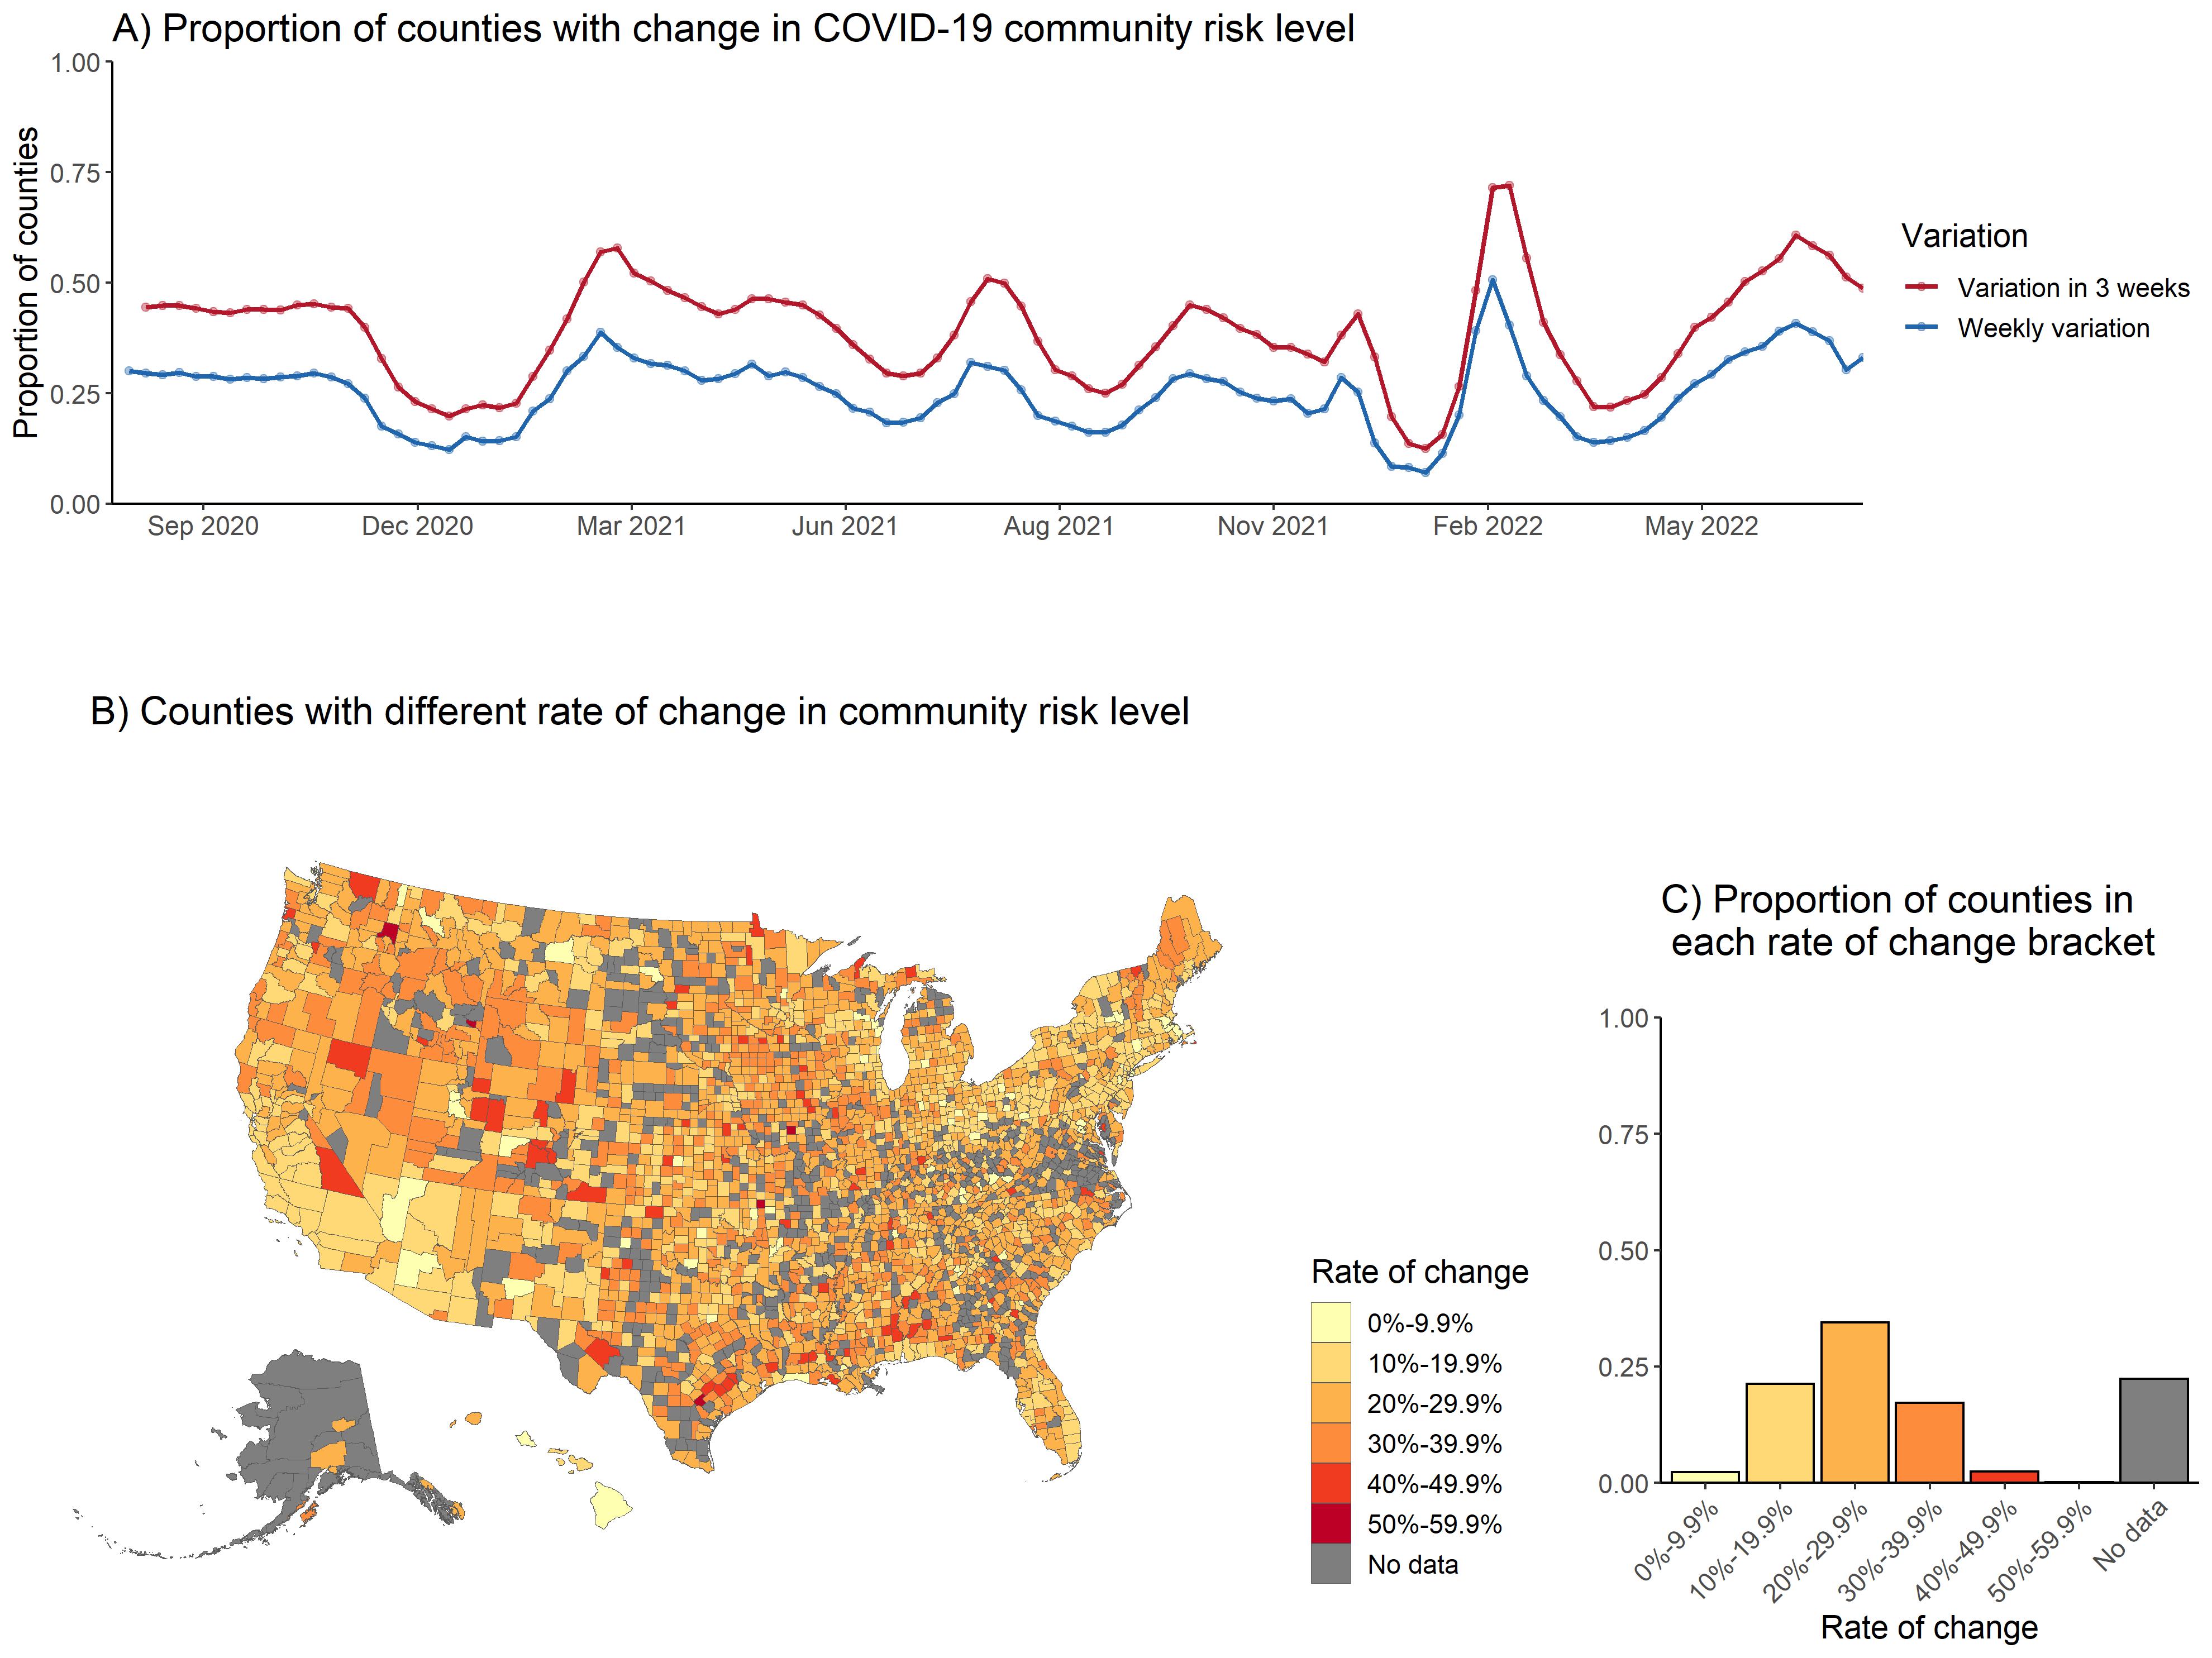 A) Proportion of counties with change in COVID-19 community risk level
1.00
0.75
0.50
0.25
0.00
Proportion of counties
Sep 2020
Dec 2020
Mar 2021
Jun 2021
Aug 2021
Nov 2021
Feb 2022
May 2022
Variation
Variation in 3 weeks
Weekly variation
B) Counties with different rate of change in community risk level
Rate of change
0%-9.9%
10%-19.9%
20%-29.9%
30%-39.9%
40%-49.9%
50%-59.9%
No data
C) Proportion of counties in
each rate of change bracket
1.00
0.75
0.50
0.25
0.00
0%-9.9%
10%-19.9%
20%-29.9%
30%-39.9%
40%-49.9%
50%-59.9%
No data
Rate of change